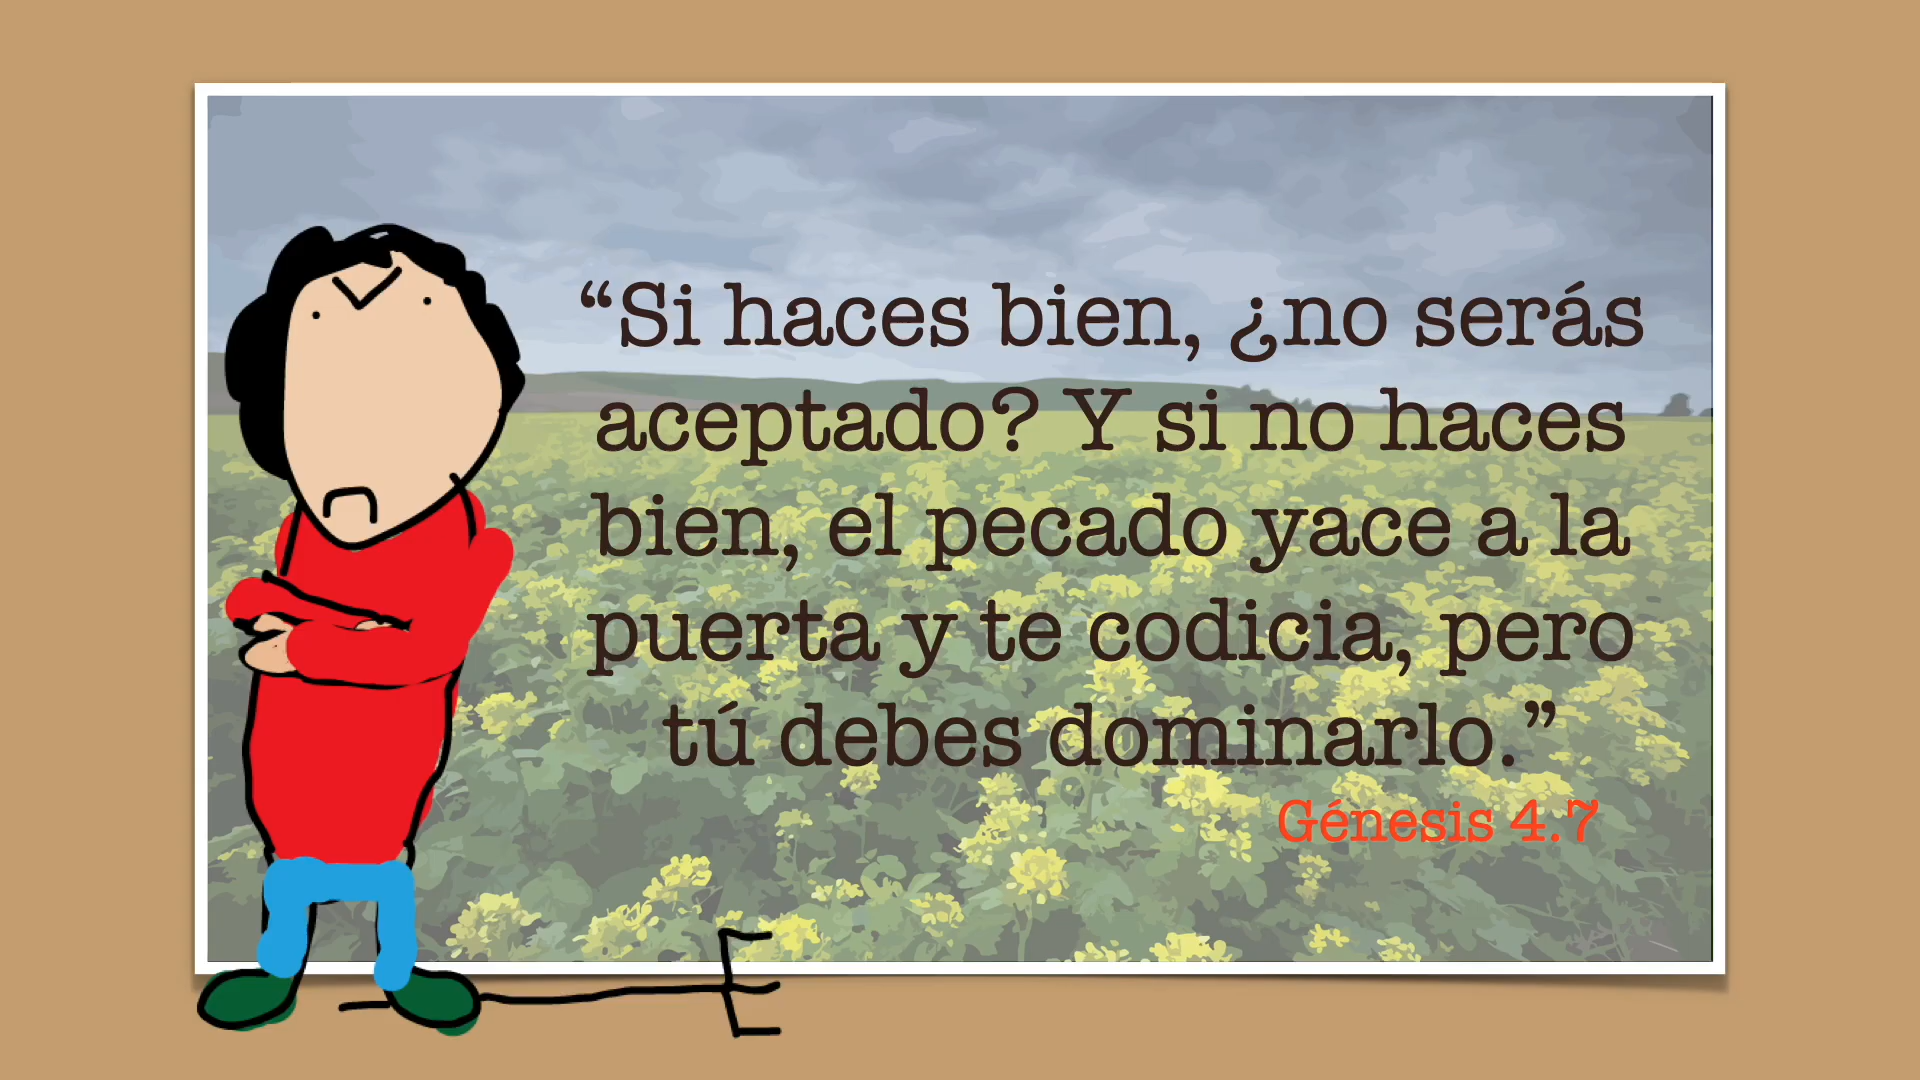 “Si haces bien, ¿no serás
aceptado? Y si no haces
bien, el pecado yace a la
puerta y te codicia, pero
tú debes dominarlo.”
Génesis 4.7